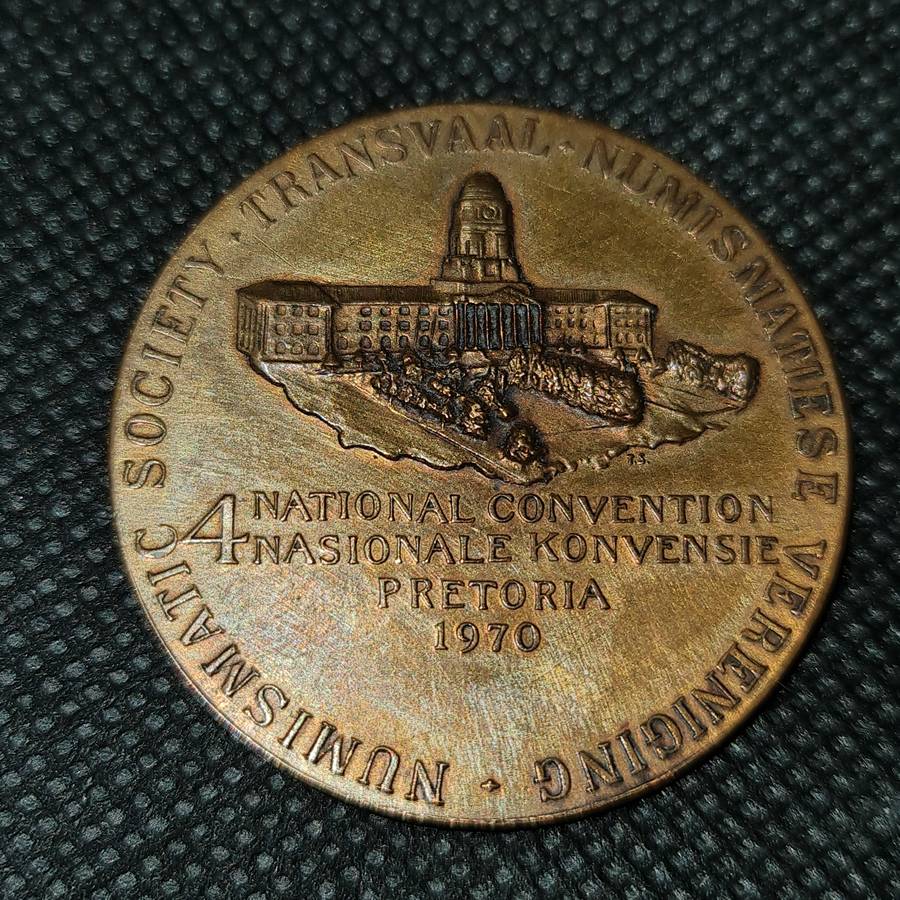 NUMISMATIC SOCIETY · TRANSVAAL · NUMISMATIESE VERENIGING
T.S.
4 NATIONAL CONVENTION
NASIONALE KONVENSIE
PRETORIA
1970